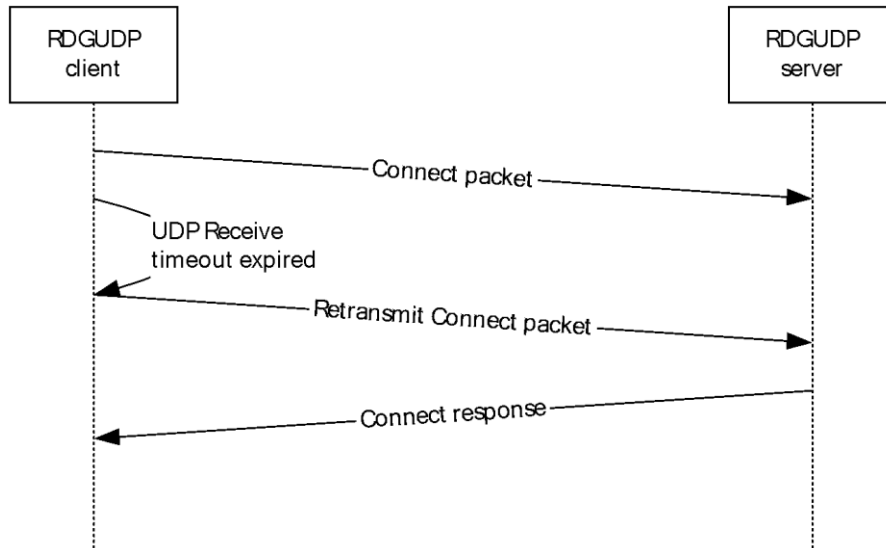 RDGUDP
client
RDGUDP
server
Connect packet
UDP Receive
timeout expired
Retransmit Connect packet
Connect response